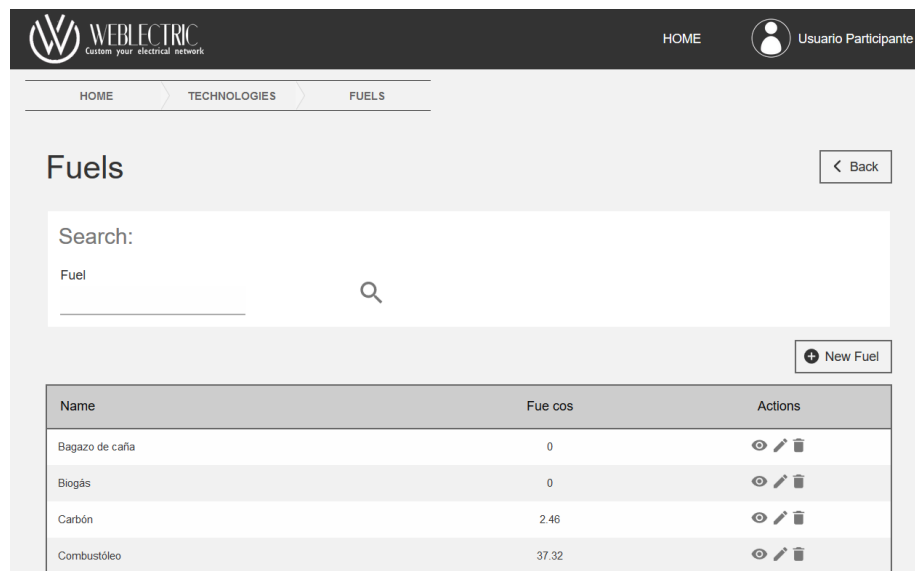 WEBLECTRIC
Custom your electrical network
HOME
Usuario Participante
HOME TECHNOLOGIES FUELS
Fuels
Back
Search:
Fuel
New Fuel
Name Fue cos Actions
Bagazo de caña 0
Biogás 0
Carbón 2.46
Combustóleo 37.32